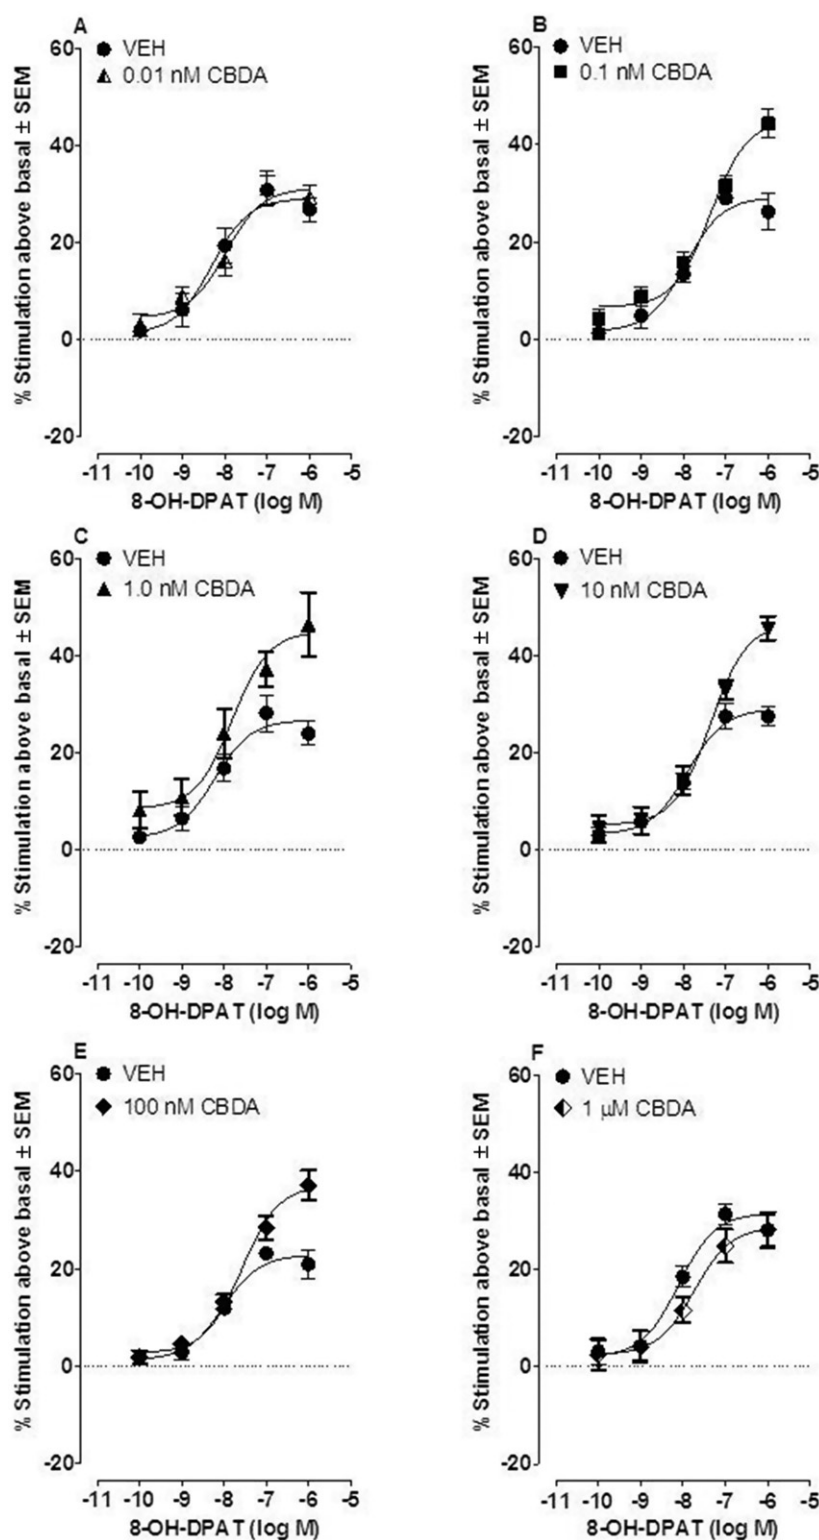 A
VEH
0.01 nM CBDA
% Stimulation above basal ± SEM
60
40
20
0
-20
-11 -10 -9 -8 -7 -6 -5
8-OH-DPAT (log M)
B
VEH
0.1 nM CBDA
% Stimulation above basal ± SEM
60
40
20
0
-20
-11 -10 -9 -8 -7 -6 -5
8-OH-DPAT (log M)
C
VEH
1.0 nM CBDA
% Stimulation above basal ± SEM
60
40
20
0
-20
-11 -10 -9 -8 -7 -6 -5
8-OH-DPAT (log M)
D
VEH
10 nM CBDA
% Stimulation above basal ± SEM
60
40
20
0
-20
-11 -10 -9 -8 -7 -6 -5
8-OH-DPAT (log M)
E
VEH
100 nM CBDA
% Stimulation above basal ± SEM
60
40
20
0
-20
-11 -10 -9 -8 -7 -6 -5
8-OH-DPAT (log M)
F
VEH
1 μM CBDA
% Stimulation above basal ± SEM
60
40
20
0
-20
-11 -10 -9 -8 -7 -6 -5
8-OH-DPAT (log M)